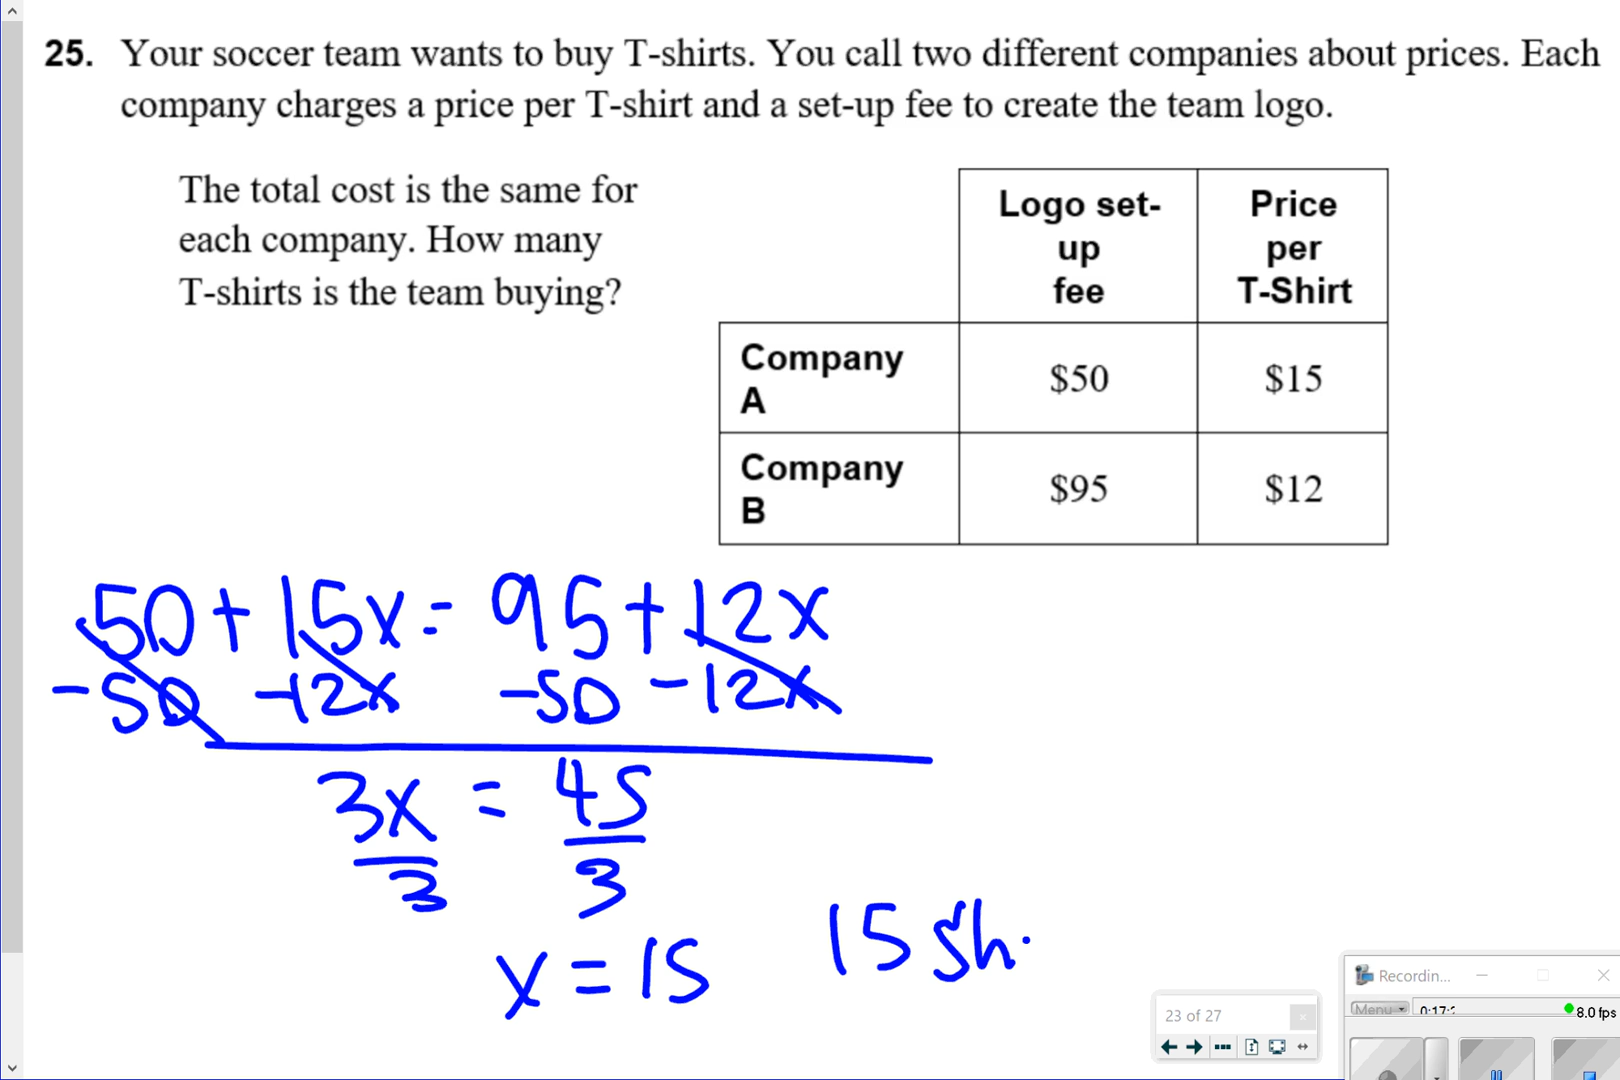 25. Your soccer team wants to buy T-shirts. You call two different companies about prices. Each
company charges a price per T-shirt and a set-up fee to create the team logo.
The total cost is the same for
each company. How many
T-shirts is the team buying?
Logo set-
up
fee
Price
per
T-Shirt
Company
A
$50
$15
Company
B
$95
$12
50 + 15x = 95 + 12x
-50 -12x -50 -12x
3x = 45
3 3
x = 15
15 sh
Recordin...
23 of 27
Menu
8.0 fps